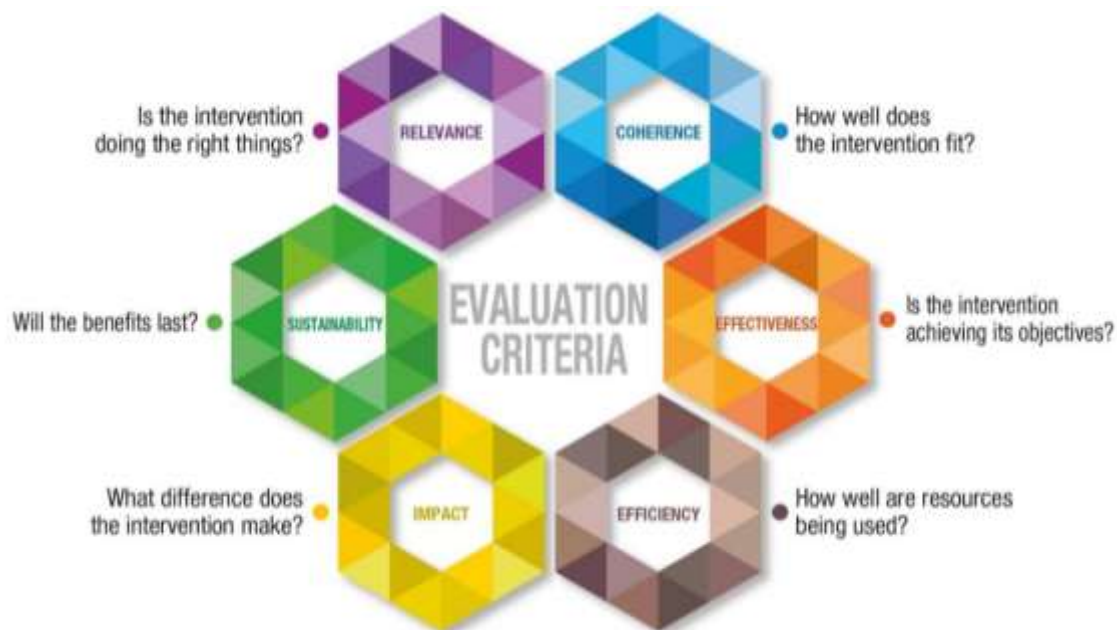 Is the intervention
doing the right things?
RELEVANCE
COHERENCE
How well does
the intervention fit?
Will the benefits last?
SUSTAINABILITY
EVALUATION
CRITERIA
EFFECTIVENESS
Is the intervention
achieving its objectives?
What difference does
the intervention make?
IMPACT
EFFICIENCY
How well are resources
being used?